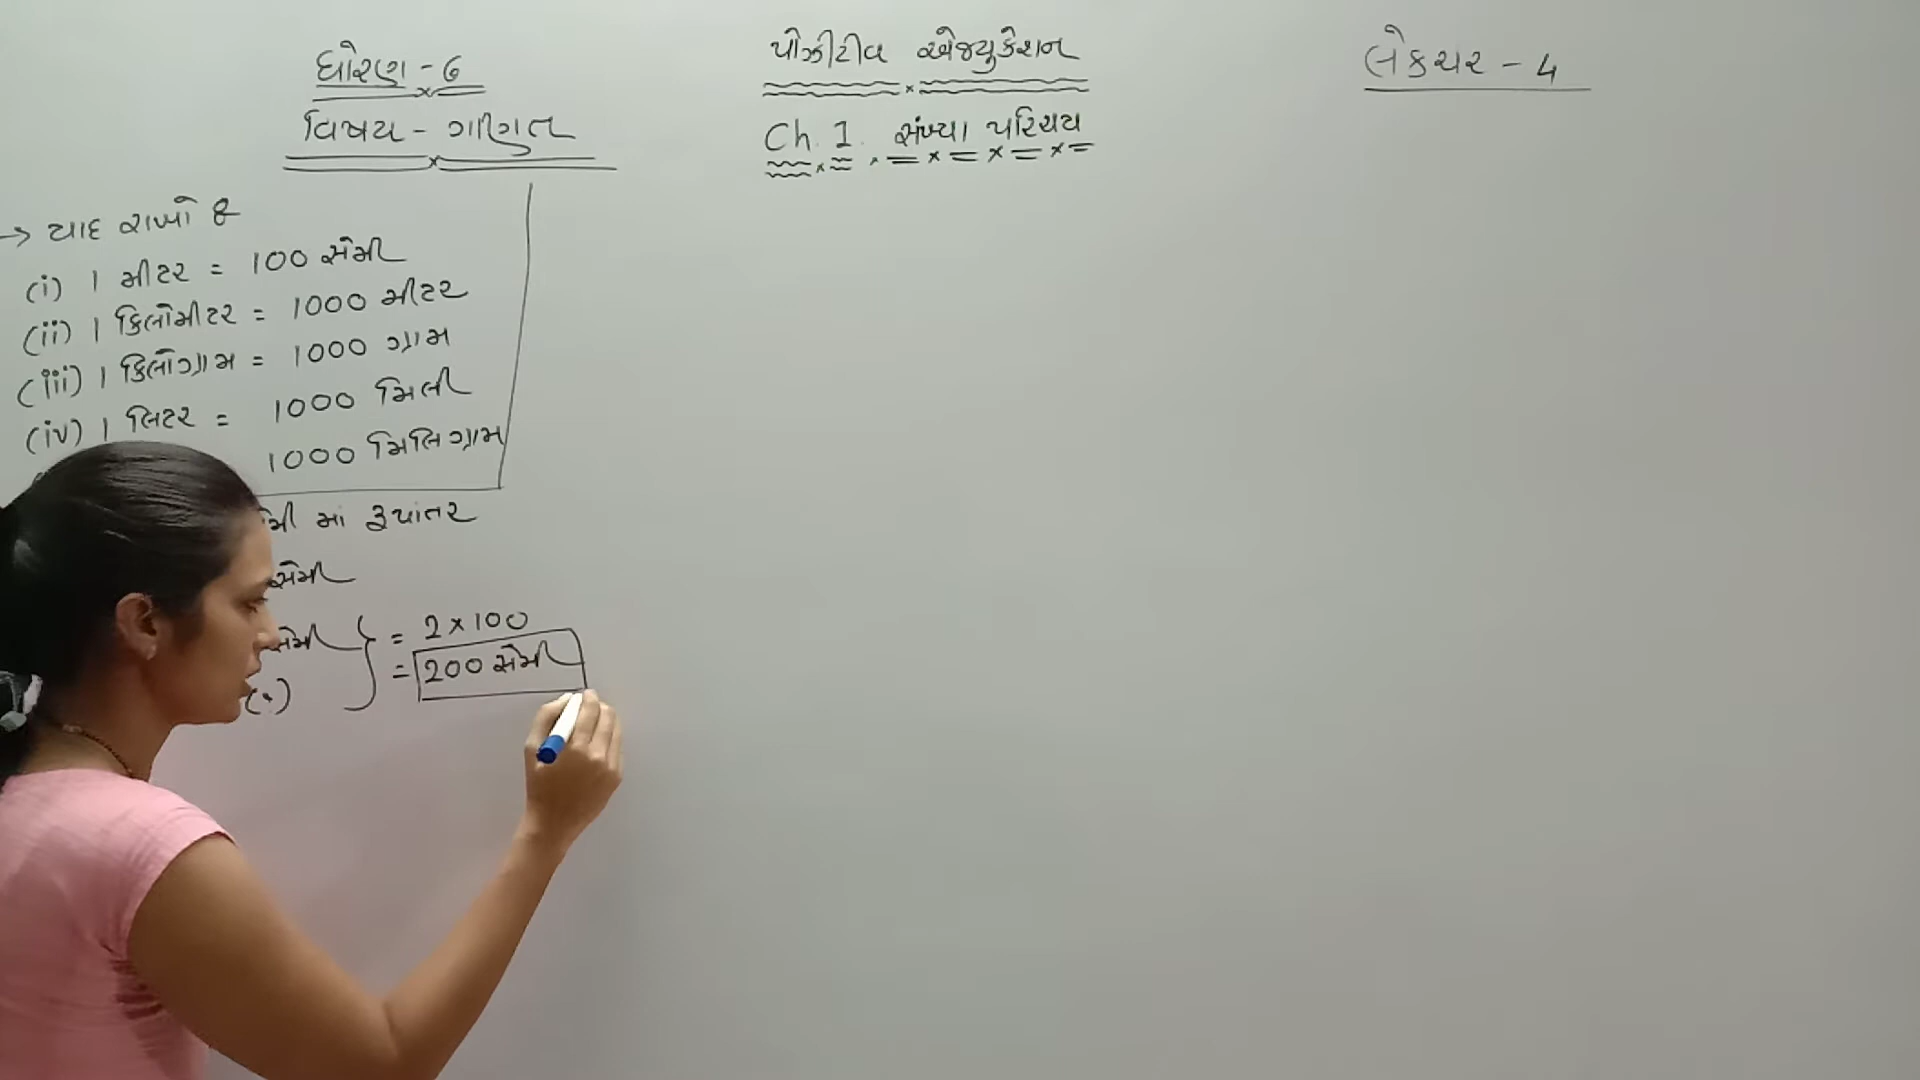 ધોરણ - ૬
વિષય - ગણિત
પોઝીટીવ એજ્યુકેશન
Ch. 1. સંખ્યા પરિચય
લેકચર - 4
→ યાદ રાખો :
(i) 1 મીટર = 100 સેમી
(ii) 1 કિલોમીટર = 1000 મીટર
(iii) 1 કિલોગ્રામ = 1000 ગ્રામ
(iv) 1 લિટર = 1000 મિલી
1000 મિલિગ્રામ
માં રૂપાંતર
સેમી
સેમી } = 2 x 100
= 200 સેમી